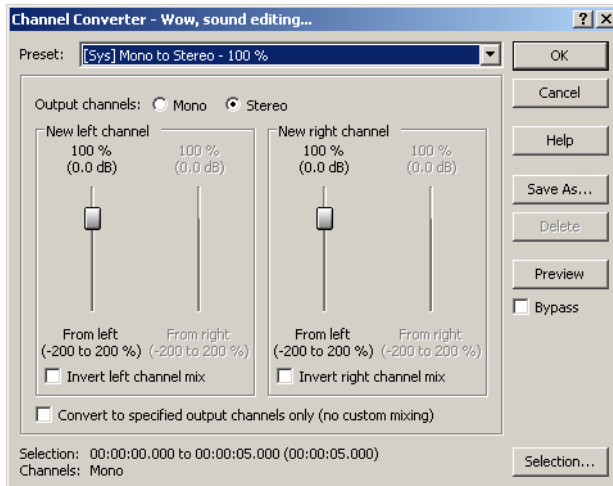 Channel Converter - Wow, sound editing...
Preset: [Sys] Mono to Stereo - 100 %
OK
Cancel
Help
Save As...
Delete
Preview
Bypass
Output channels: Mono Stereo
New left channel
100 % 100 %
(0.0 dB) (0.0 dB)
From left From right
(-200 to 200 %) (-200 to 200 %)
Invert left channel mix
New right channel
100 % 100 %
(0.0 dB) (0.0 dB)
From left From right
(-200 to 200 %) (-200 to 200 %)
Invert right channel mix
Convert to specified output channels only (no custom mixing)
Selection: 00:00:00.000 to 00:00:05.000 (00:00:05.000)
Channels: Mono
Selection...